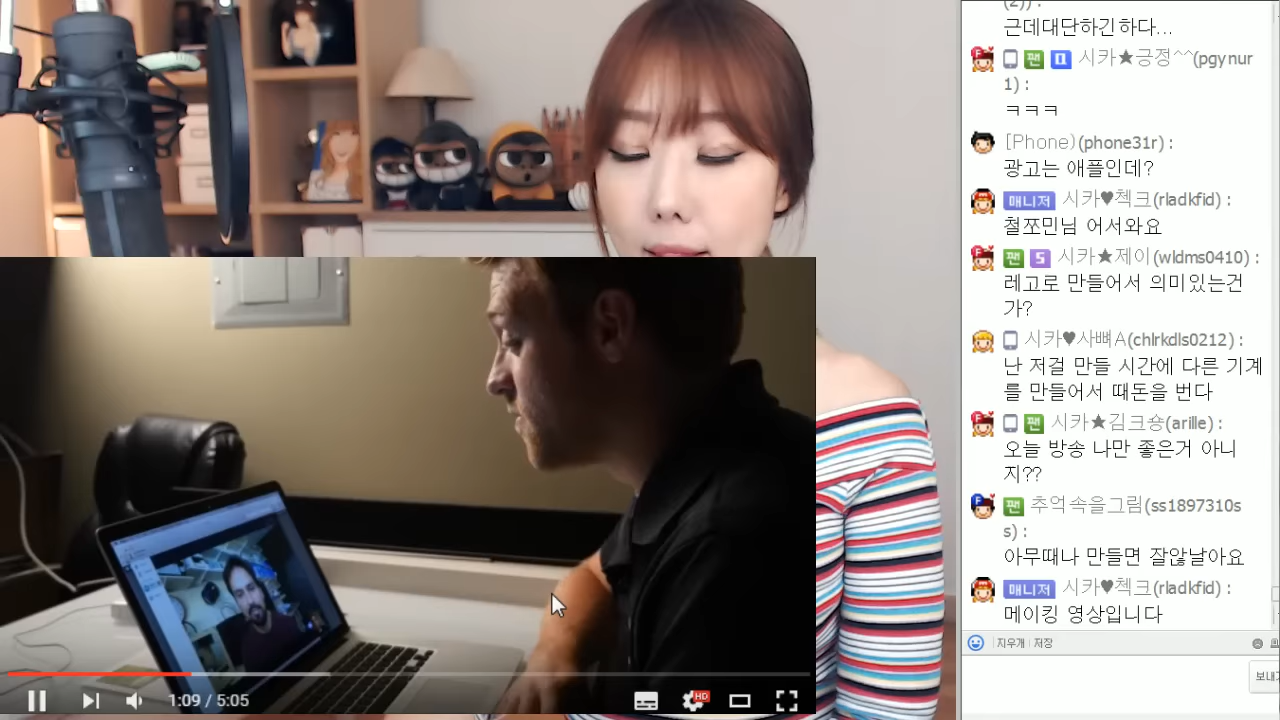 (2)) :
근데대단하긴하다...
팬 시카★긍정^^(pgynur
1) :
ㅋㅋㅋ
[Phone](phone31r) :
광고는 애플인데?
매니저 시카♥첵크(rladkfid) :
철쪼민님 어서와요
팬 S 시카★제이(wldms0410) :
레고로 만들어서 의미있는건
가?
시카♥사뼈A(chlrkdls0212) :
난 저걸 만들 시간에 다른 기계
를 만들어서 때돈을 번다
팬 시카★김크숑(arille) :
오늘 방송 나만 좋은거 아니
지??
팬 추억속을그림(ss1897310s
s) :
아무때나 만들면 잘않날아요
매니저 시카♥첵크(rladkfid) :
메이킹 영상입니다
지우개 저장
보내기
1:09 / 5:05
HD